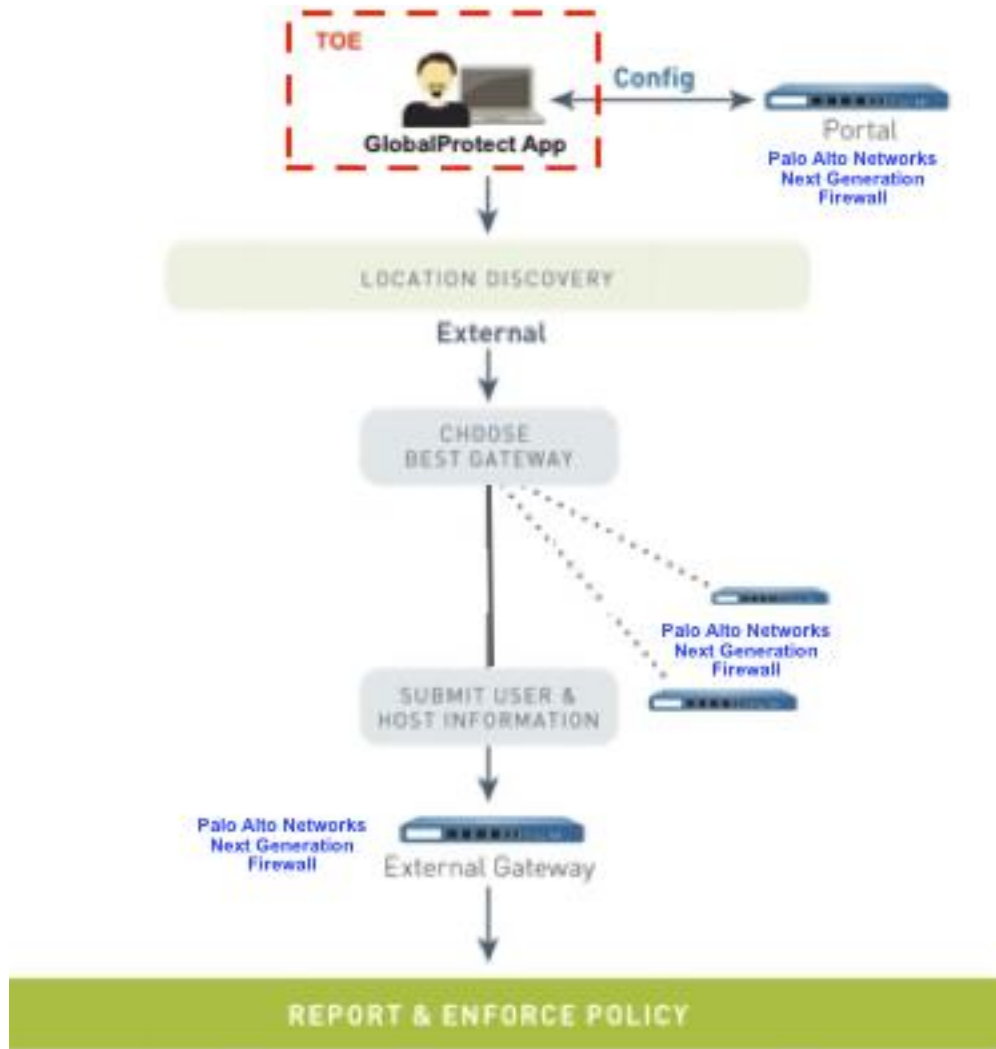 TOE
GlobalProtect App
Config
Portal
Palo Alto Networks
Next Generation
Firewall
LOCATION DISCOVERY
External
CHOOSE
BEST GATEWAY
Palo Alto Networks
Next Generation
Firewall
SUBMIT USER &
HOST INFORMATION
Palo Alto Networks
Next Generation
Firewall
External Gateway
REPORT & ENFORCE POLICY